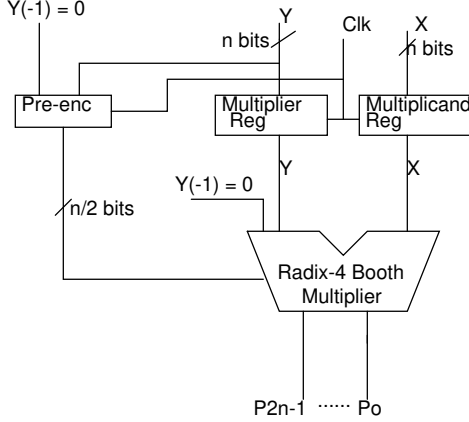 Y(-1) = 0
Y
Clk
X
n bits
n bits
Pre-enc
Multiplier
Reg
Multiplicand
Reg
Y
X
Y(-1) = 0
n/2 bits
Radix-4 Booth
Multiplier
P2n-1 ...... Po